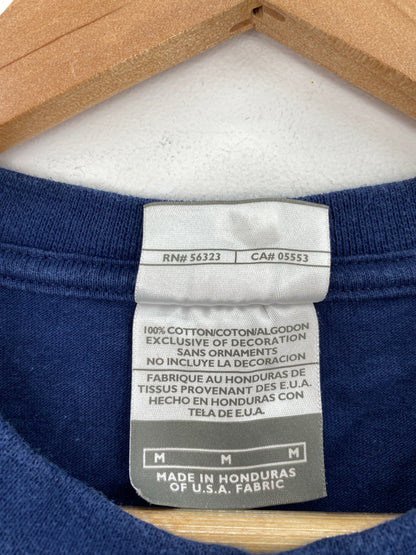 RN# 56323 | CA# 05553
100% COTTON/COTON/ALGODON
EXCLUSIVE OF DECORATION
SANS ORNAMENTS
NO INCLUYE LA DECORACION
FABRIQUE AU HONDURAS DE
TISSUS PROVENANT DES E.U.A.
HECHO EN HONDURAS CON
TELA DE E.U.A.
M M M
MADE IN HONDURAS
OF U.S.A. FABRIC